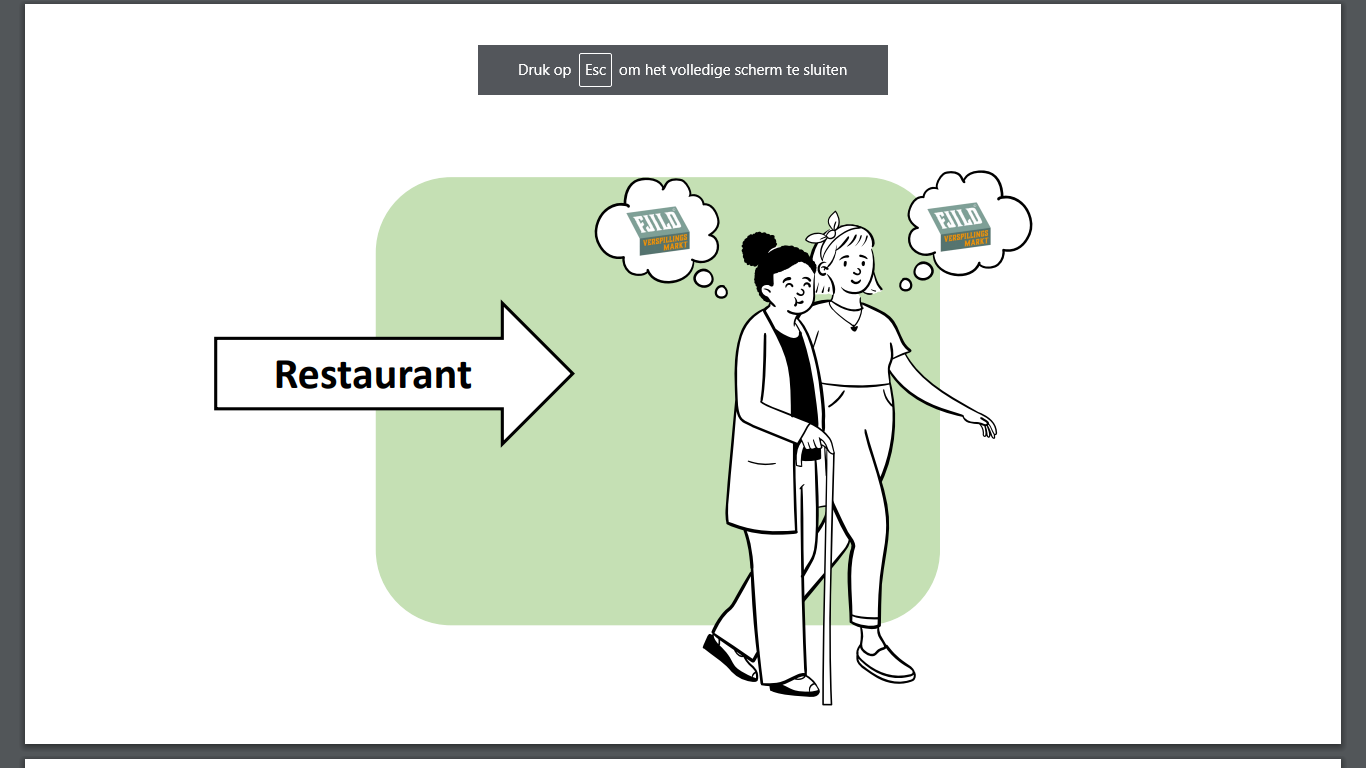 Druk op Esc om het volledige scherm te sluiten
FJILD
VERSPILLINGS
MARKT
FJILD
VERSPILLINGS
MARKT
Restaurant